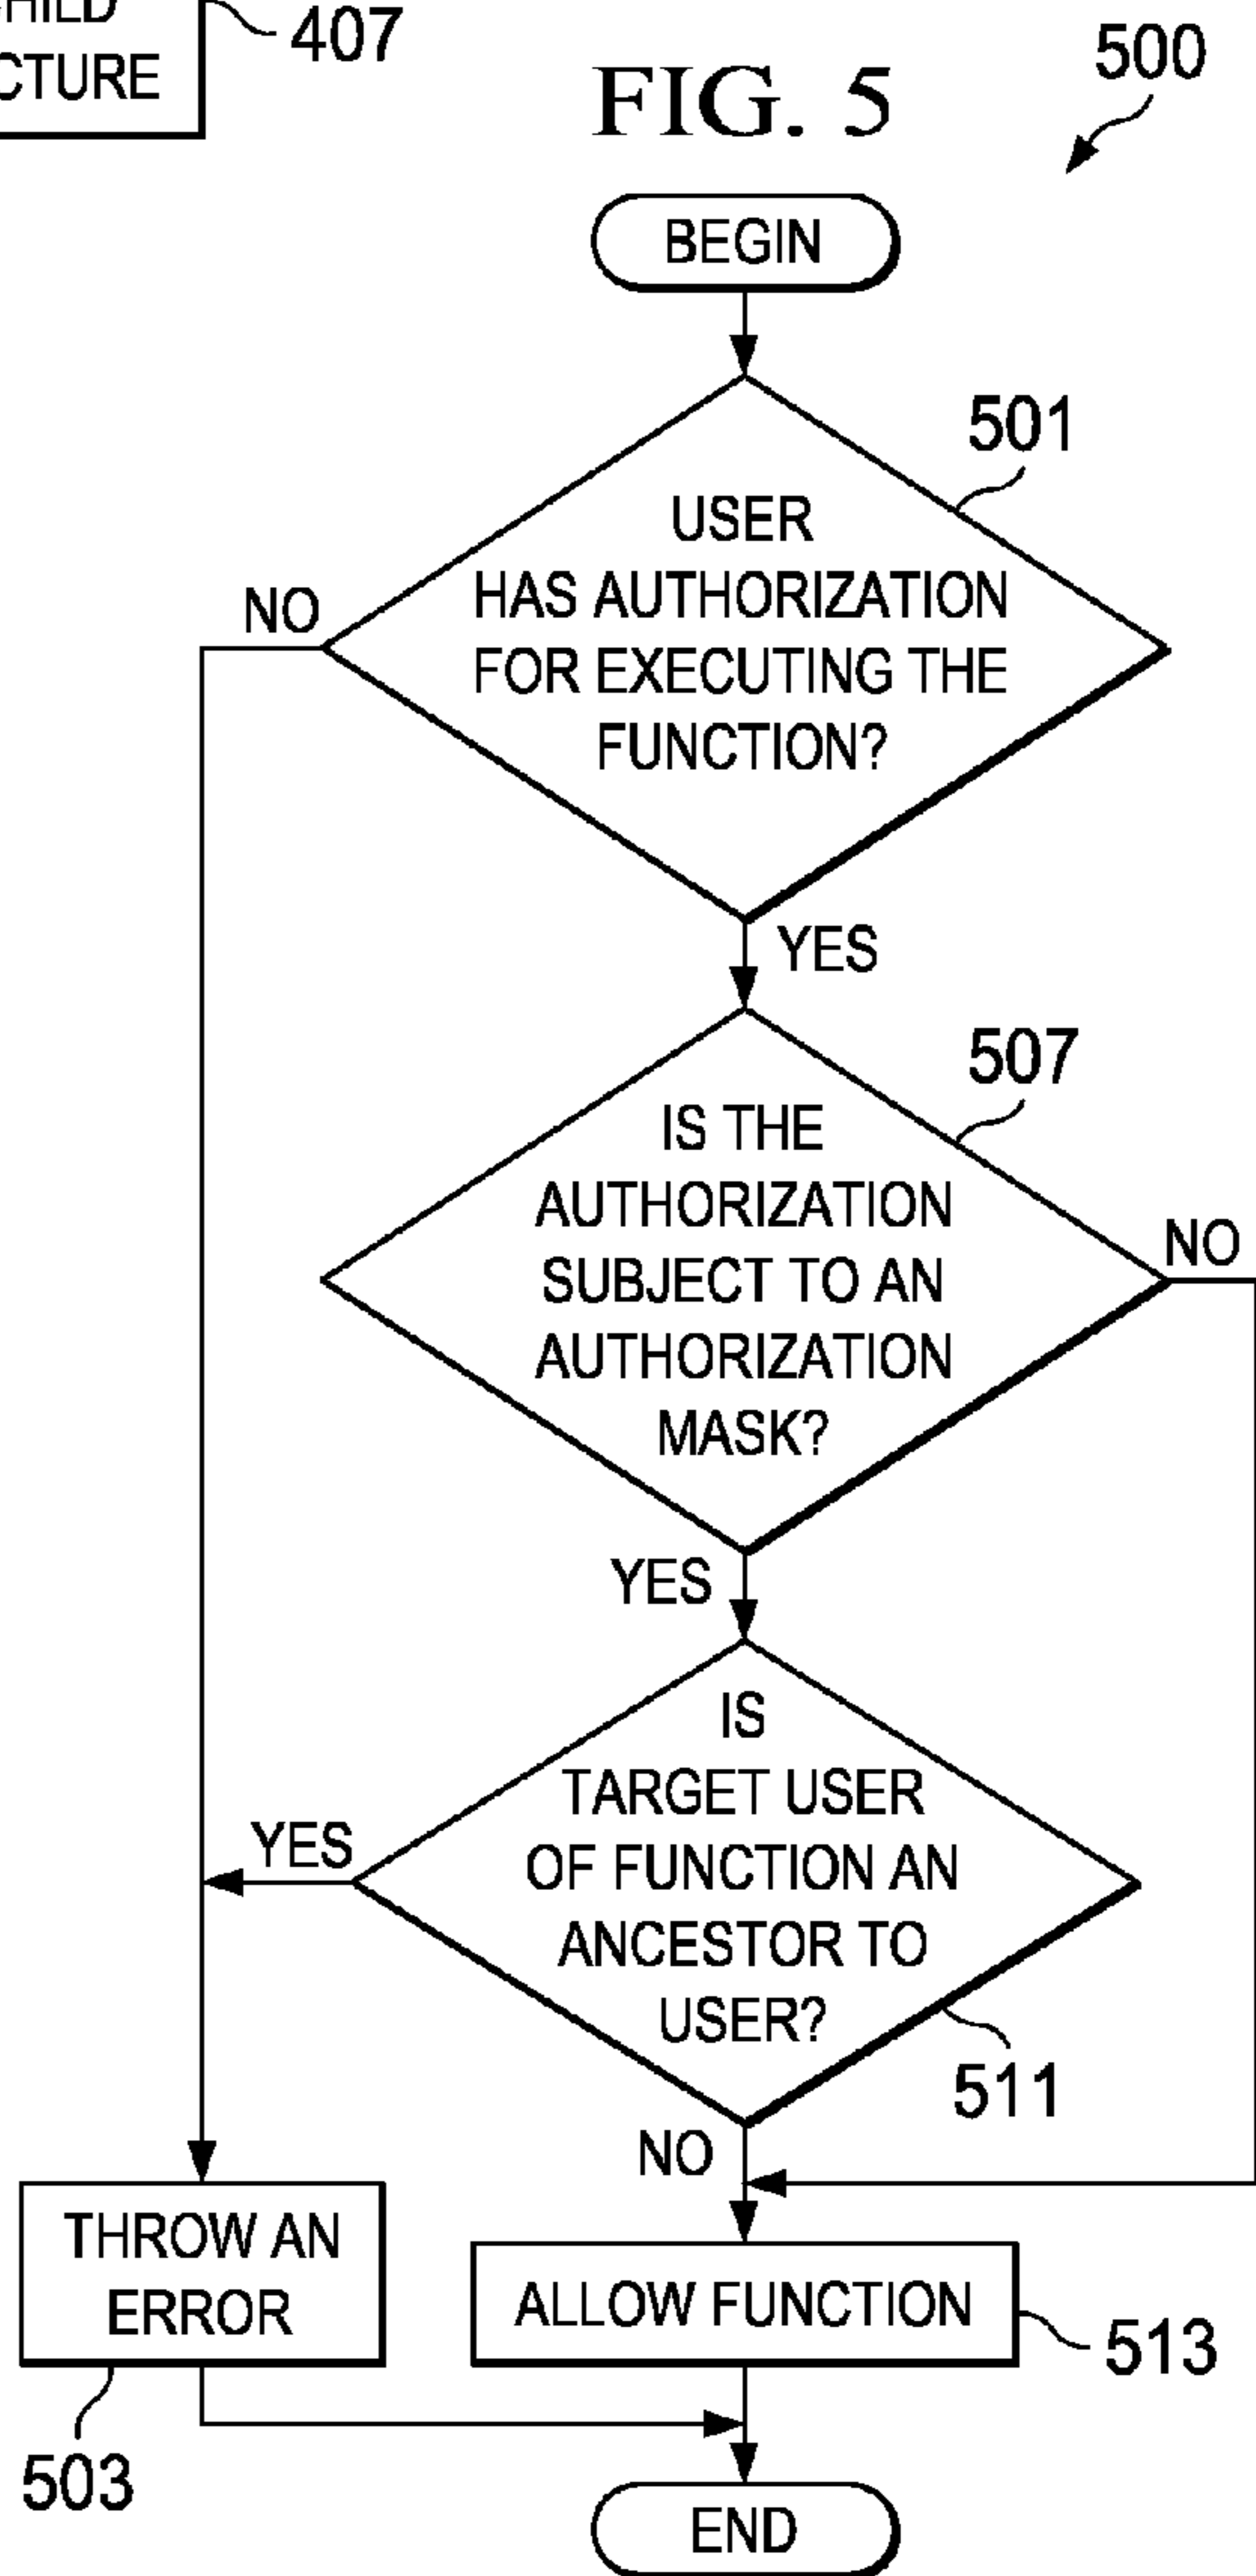 CTURE
407
FIG. 5
500
BEGIN
501
USER
HAS AUTHORIZATION
FOR EXECUTING THE
FUNCTION?
NO
YES
507
IS THE
AUTHORIZATION
SUBJECT TO AN
AUTHORIZATION
MASK?
NO
YES
IS
TARGET USER
OF FUNCTION AN
ANCESTOR TO
USER?
YES
511
NO
THROW AN
ERROR
503
ALLOW FUNCTION
513
END